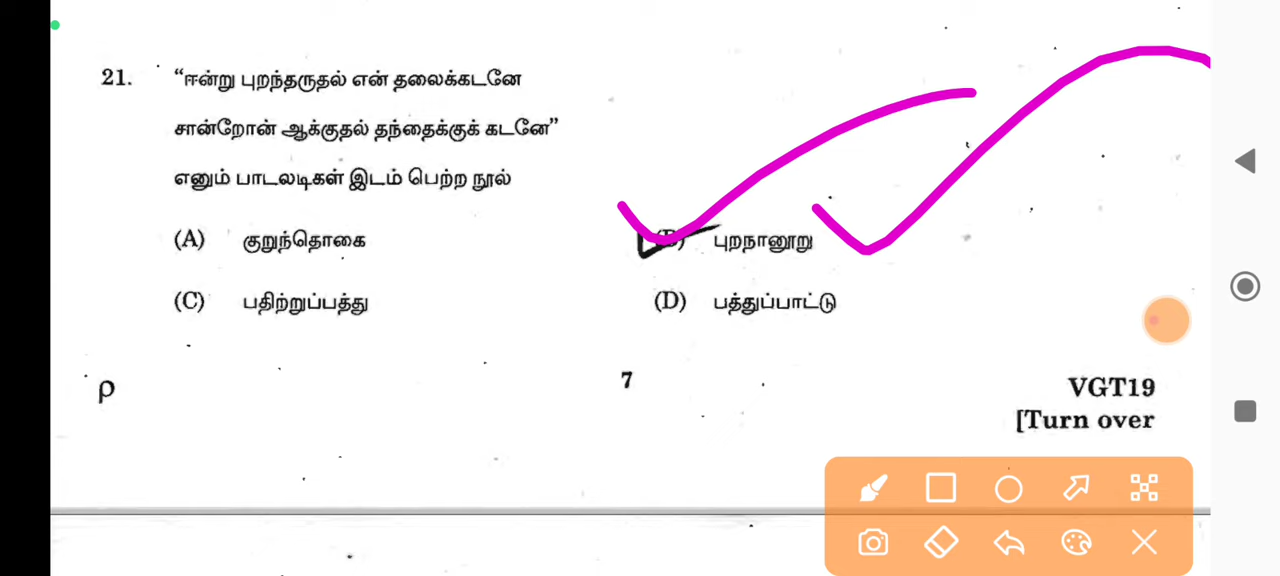 21. "ஈன்று புறந்தருதல் என் தலைக்கடனே
சான்றோன் ஆக்குதல் தந்தைக்குக் கடனே"
எனும் பாடலடிகள் இடம் பெற்ற நூல்
(A) குறுந்தொகை (B) புறநானூறு
(C) பதிற்றுப்பத்து (D) பத்துப்பாட்டு
ρ 7 VGT19
[Turn over